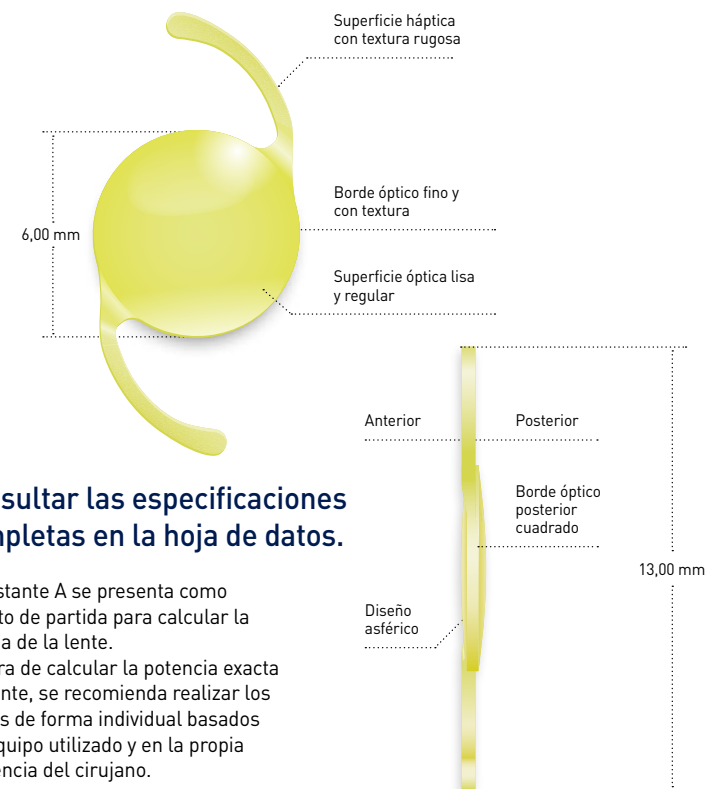 Superficie háptica
con textura rugosa
6,00 mm
Borde óptico fino y
con textura
Superficie óptica lisa
y regular
Anterior
Posterior
Borde óptico
posterior
cuadrado
13,00 mm
Diseño
asférico
sultar las especificaciones
pletas en la hoja de datos.
stante A se presenta como
to de partida para calcular la
a de la lente.
ra de calcular la potencia exacta
nte, se recomienda realizar los
s de forma individual basados
quipo utilizado y en la propia
encia del cirujano.